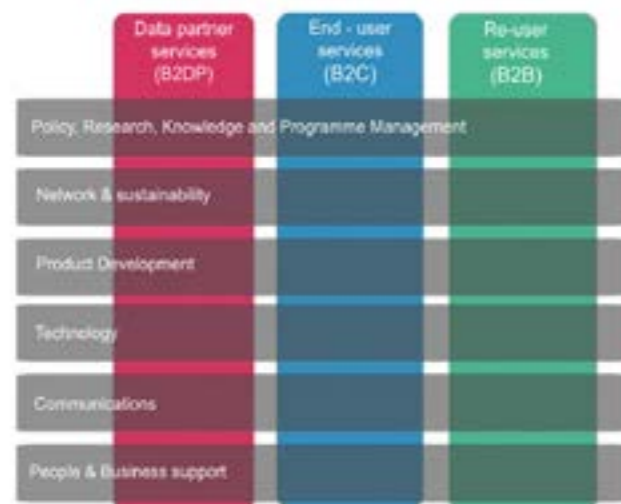 Data partner
services
(B2DP)
End - user
services
(B2C)
Re-user
services
(B2B)
Policy, Research, Knowledge and Programme Management
Network & sustainability
Product Development
Technology
Communications
People & Business support